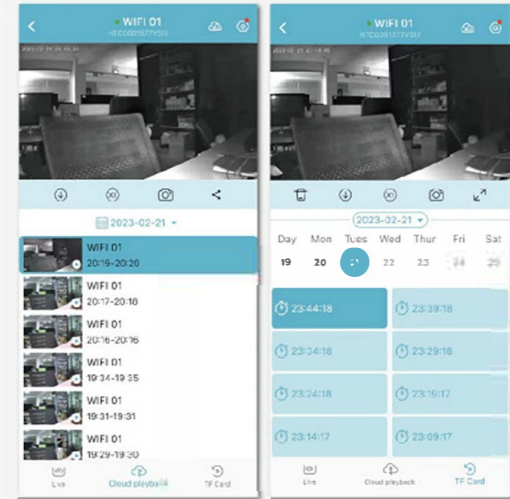 WIFI 01
2023-02-21
WIFI 01
20:19-20:20
WIFI 01
20:17-20:18
WIFI 01
20:16-20:16
WIFI 01
19:34-19:35
WIFI 01
19:31-19:31
WIFI 01
19:29-19:30
Live
Cloud playback
TF Card
WIFI 01
2023-02-21
Day Mon Tues Wed Thur Fri Sat
19 20 21 22 23 24 25
23:44:18 23:39:18
23:34:18 23:29:18
23:24:18 23:19:17
23:14:17 23:09:17
Live
Cloud playback
TF Card